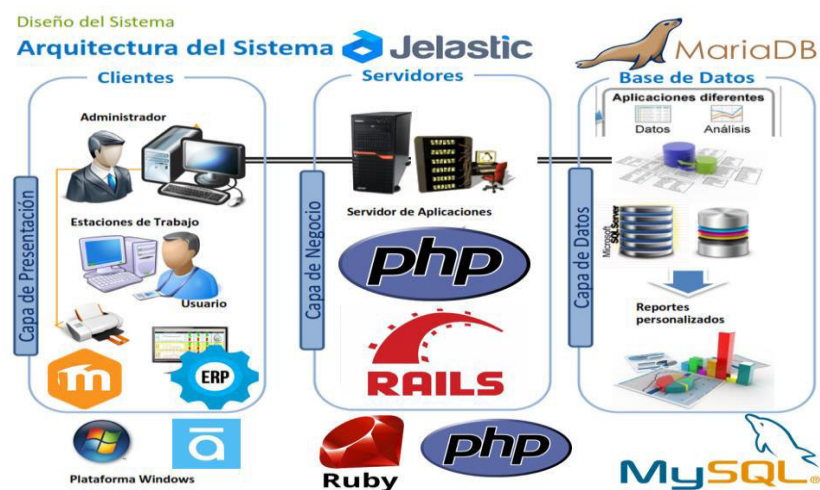 Diseño del Sistema
Arquitectura del Sistema
Jelastic
MariaDB
Clientes
Servidores
Base de Datos
Capa de Presentación
Administrador
Estaciones de Trabajo
Usuario
m
ERP
Capa de Negocio
Servidor de Aplicaciones
php
RAILS
Capa de Datos
Aplicaciones diferentes
Datos
Análisis
Microsoft
SQLServer
Reportes
personalizados
Plataforma Windows
ā
Ruby
php
MySQL®